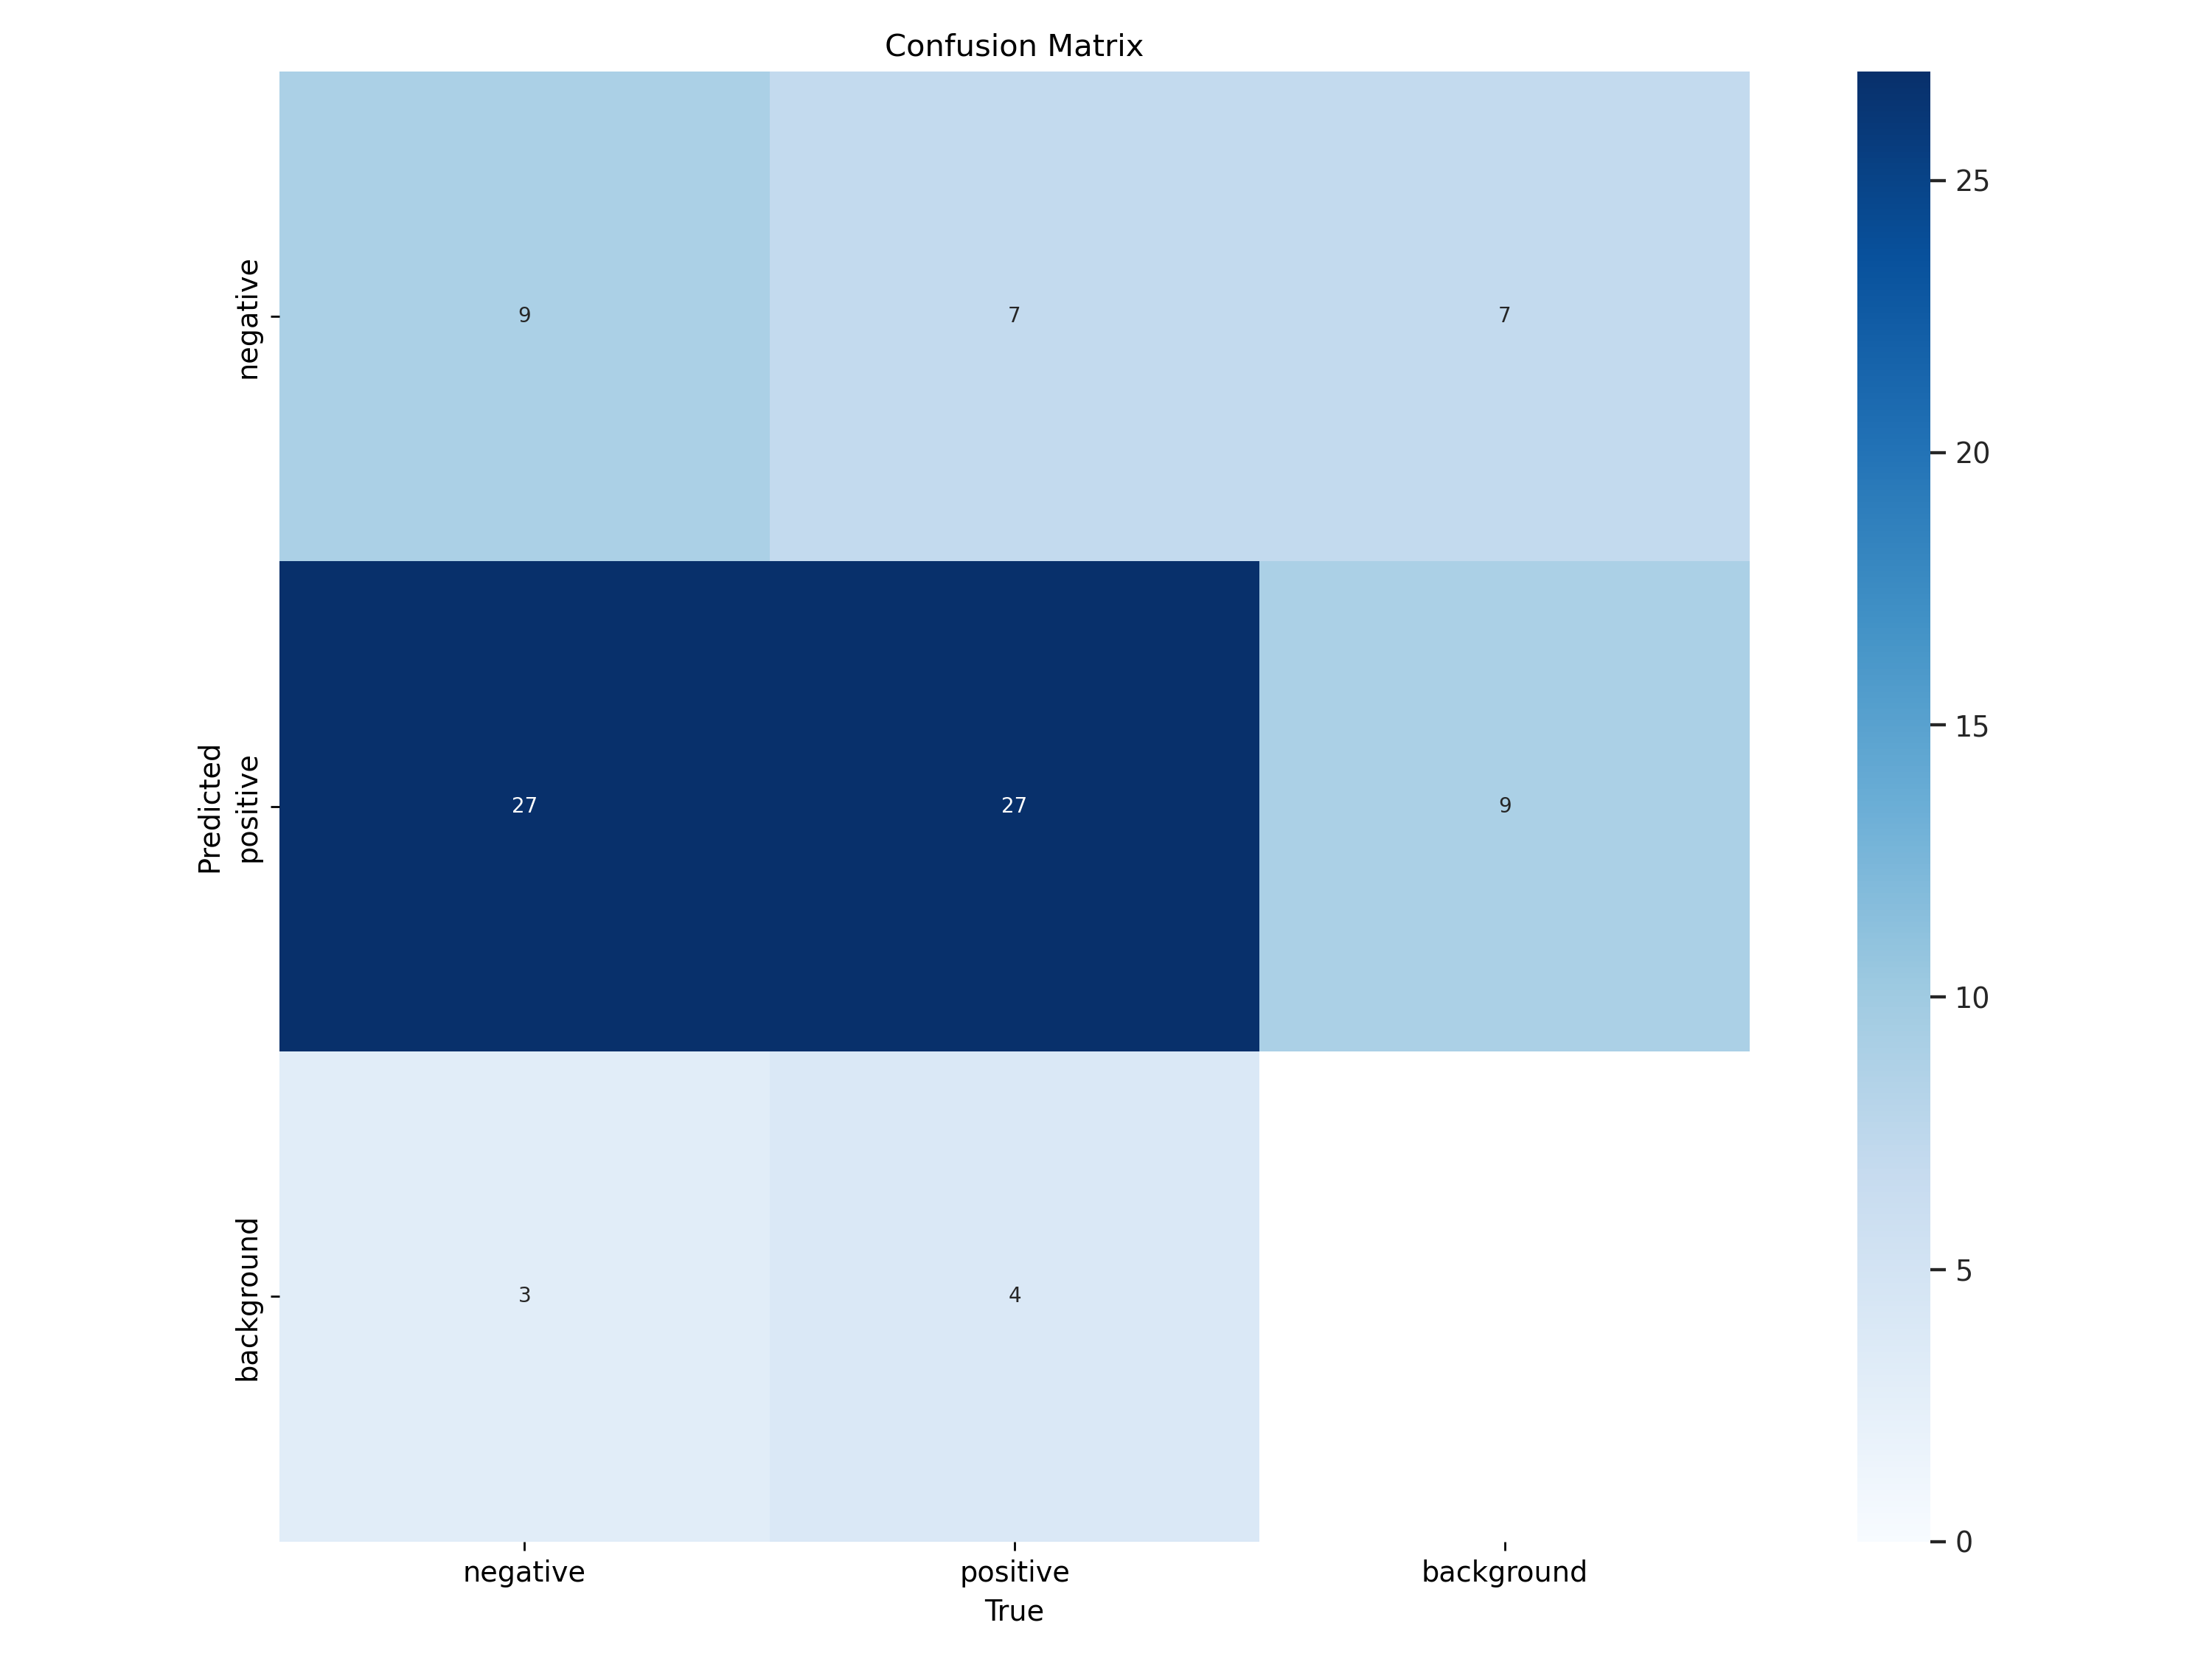 Confusion Matrix
negative
9
7
7
Predicted
positive
27
27
9
background
3
4
negative
positive
background
True
25
20
15
10
5
0